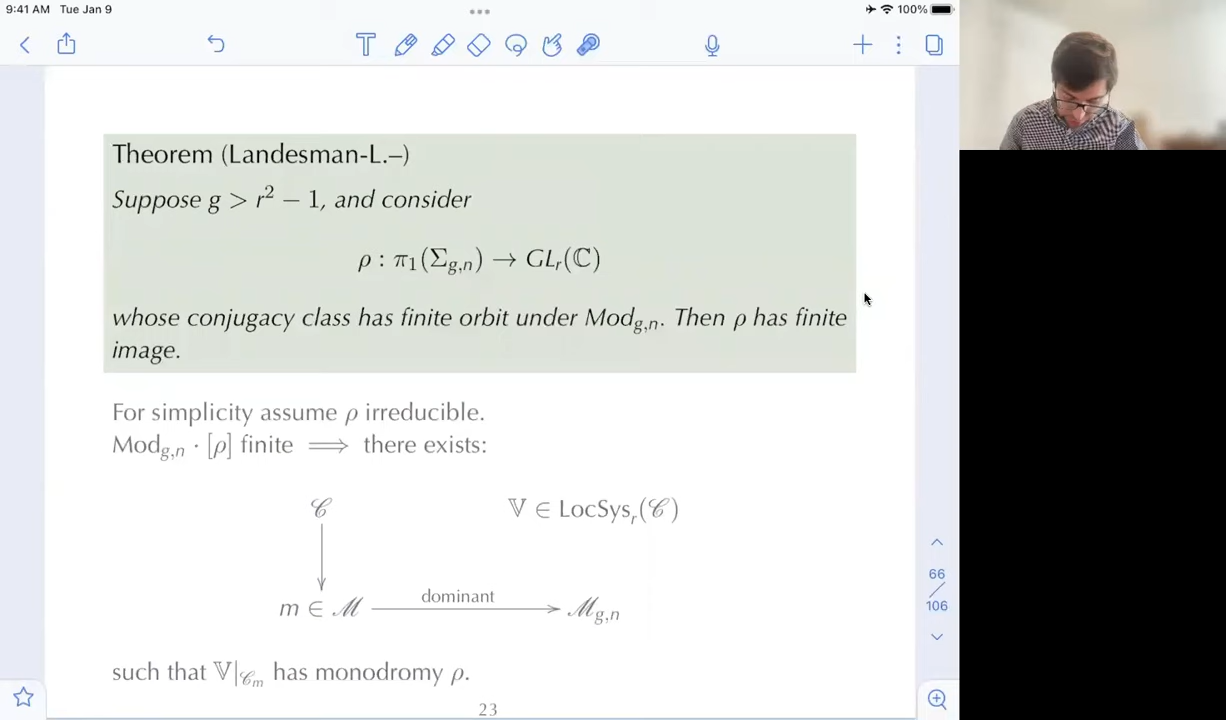 9:41 AM Tue Jan 9
100%
Theorem (Landesman-L.–)
Suppose g > r² − 1, and consider
ρ : π₁(Σ_{g,n}) → GL_r(ℂ)
whose conjugacy class has finite orbit under Mod_{g,n}. Then ρ has finite
image.
For simplicity assume ρ irreducible.
Mod_{g,n} · [ρ] finite ⟹ there exists:
𝒞 𝕍 ∈ LocSys_r(𝒞)
m ∈ ℳ dominant ℳ_{g,n}
such that 𝕍|_{𝒞_m} has monodromy ρ.
23
66
106